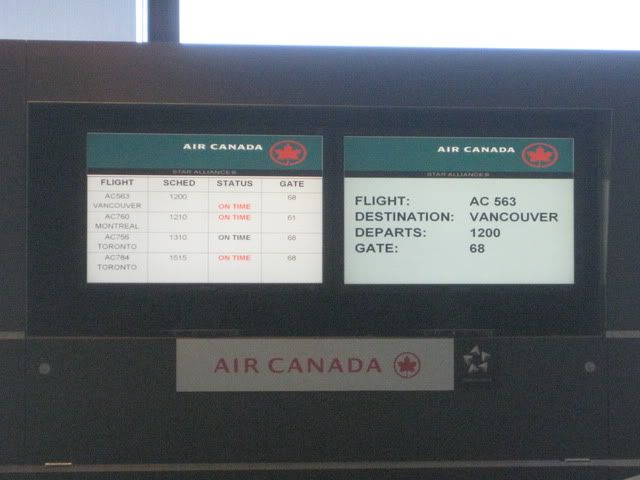 AIR CANADA
STAR ALLIANCE
FLIGHT SCHED STATUS GATE
AC563 1200 68
VANCOUVER ON TIME
AC760 1210 ON TIME 61
MONTREAL
AC756 1310 ON TIME 68
TORONTO
AC784 1515 ON TIME 68
TORONTO
AIR CANADA
STAR ALLIANCE
FLIGHT: AC 563
DESTINATION: VANCOUVER
DEPARTS: 1200
GATE: 68
AIR CANADA